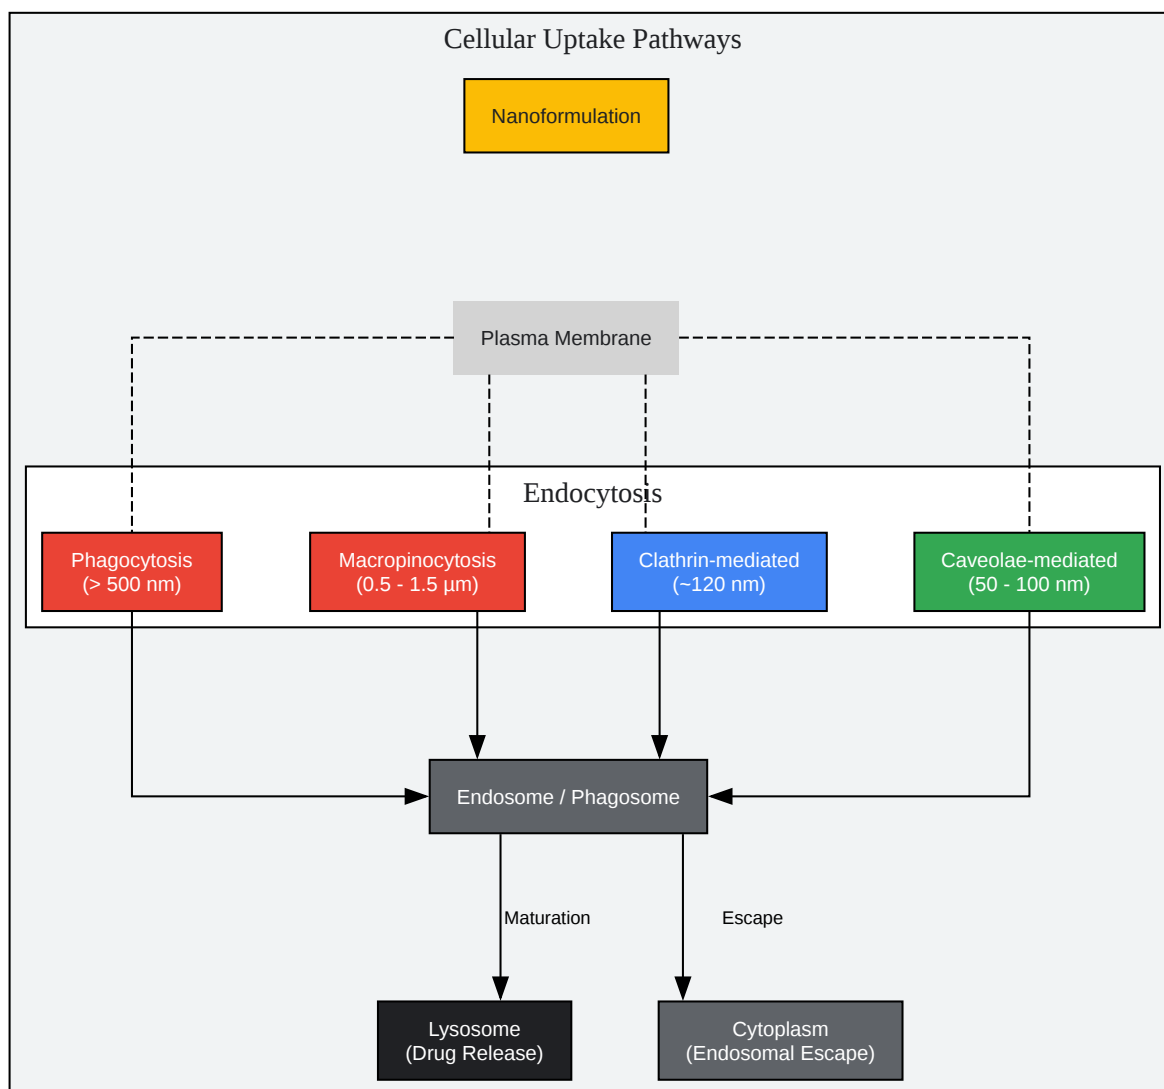 Cellular Uptake Pathways
Nanoformulation
Plasma Membrane
Endocytosis
Phagocytosis
(> 500 nm)
Macropinocytosis
(0.5 - 1.5 µm)
Clathrin-mediated
(~120 nm)
Caveolae-mediated
(50 - 100 nm)
Endosome / Phagosome
Maturation
Escape
Lysosome
(Drug Release)
Cytoplasm
(Endosomal Escape)